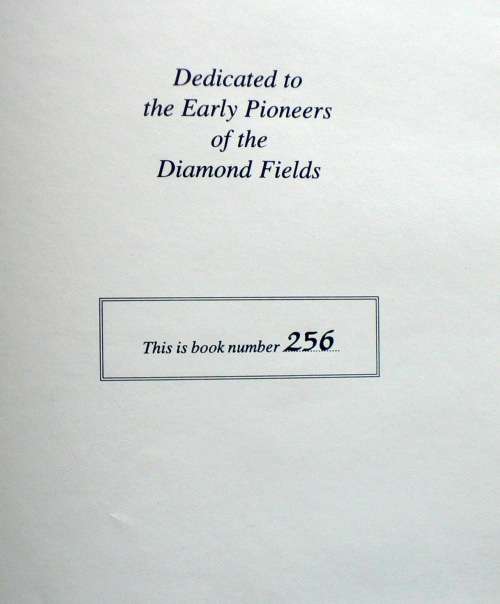 Dedicated to
the Early Pioneers
of the
Diamond Fields
This is book number 256